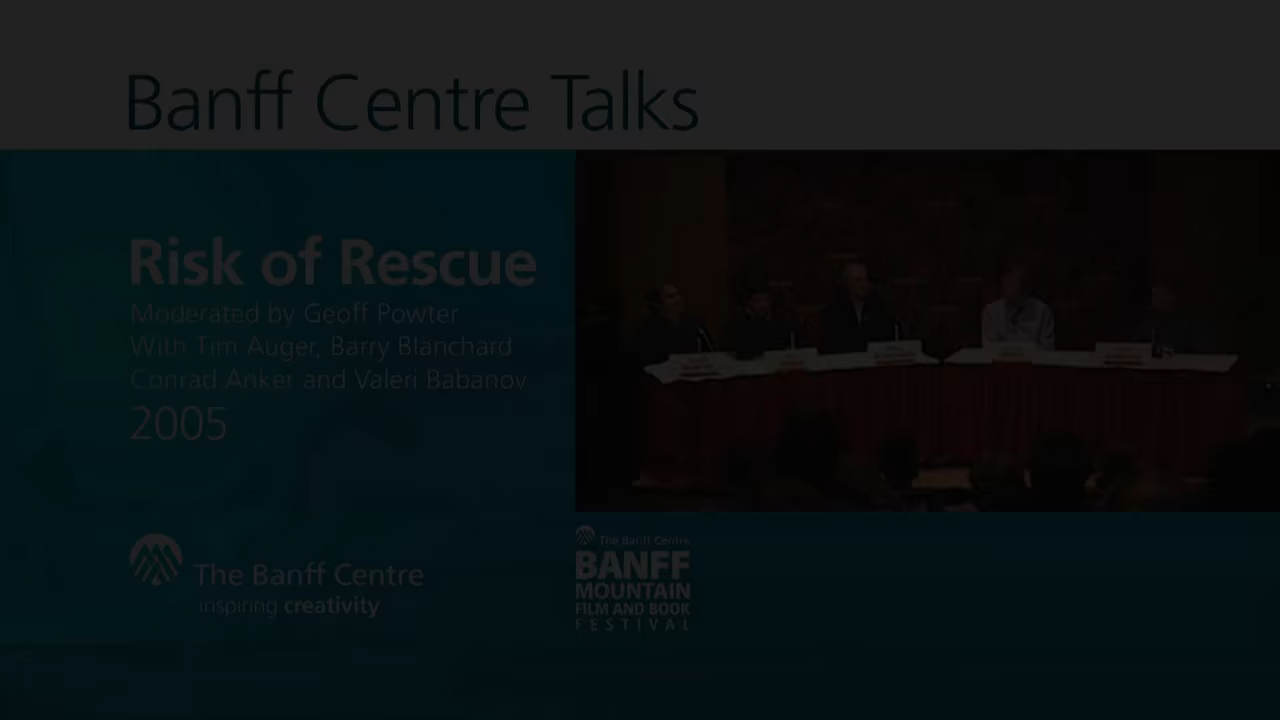 Banff Centre Talks
Risk of Rescue
Moderated by Geoff Powter
With Tim Auger, Barry Blanchard
Conrad Anker and Valeri Babanov
2005
The Banff Centre
inspiring creativity
The Banff Centre
BANFF
MOUNTAIN
FILM AND BOOK
FESTIVAL